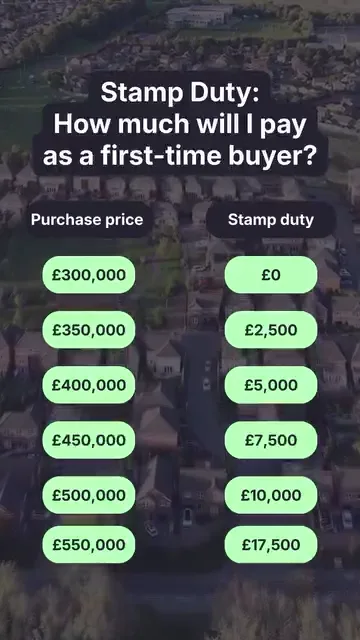 Stamp Duty:
How much will I pay
as a first-time buyer?
Purchase price Stamp duty
£300,000 £0
£350,000 £2,500
£400,000 £5,000
£450,000 £7,500
£500,000 £10,000
£550,000 £17,500